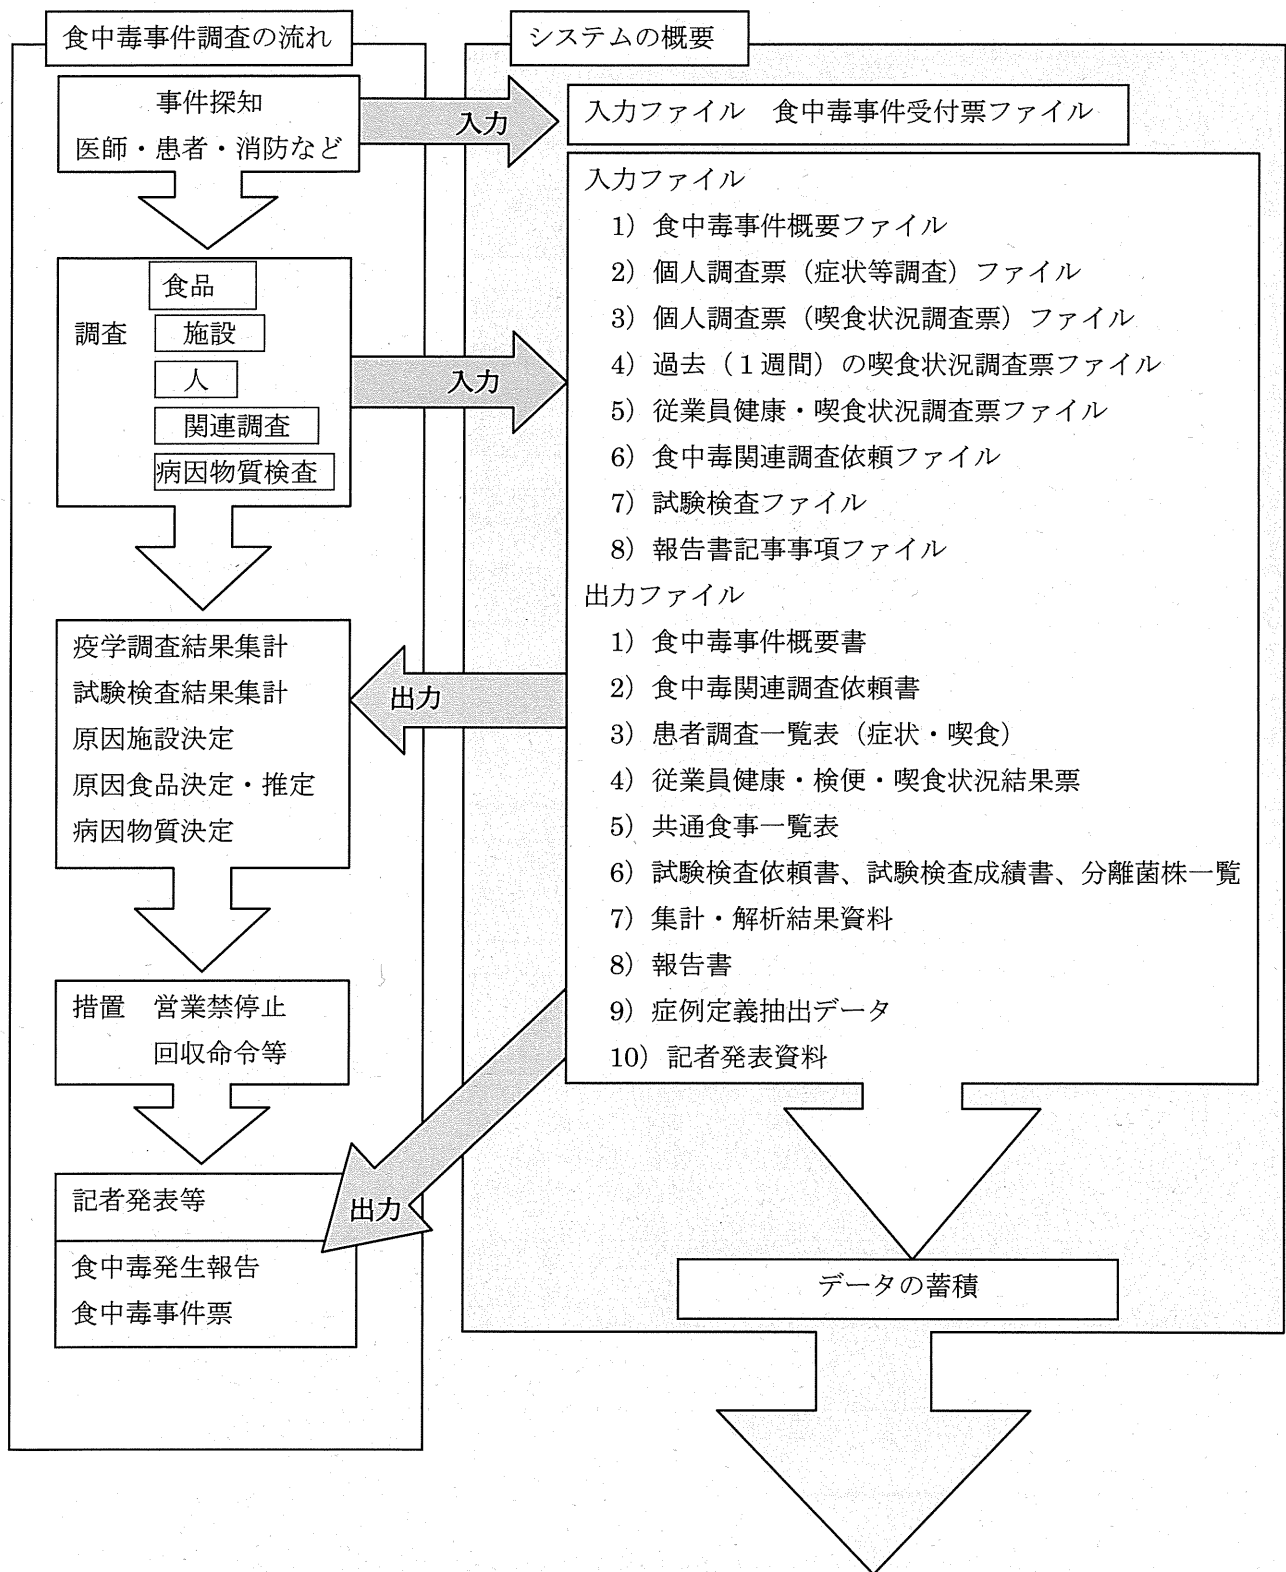 食中毒事件調査の流れ
事件探知
医師・患者・消防など
調査
食品
施設
人
関連調査
病因物質検査
疫学調査結果集計
試験検査結果集計
原因施設決定
原因食品決定・推定
病因物質決定
措置 営業禁停止
回収命令等
記者発表等
食中毒発生報告
食中毒事件票
入力
入力
出力
出力
システムの概要
入力ファイル 食中毒事件受付票ファイル
入力ファイル
1) 食中毒事件概要ファイル
2) 個人調査票（症状等調査）ファイル
3) 個人調査票（喫食状況調査票）ファイル
4) 過去（1週間）の喫食状況調査票ファイル
5) 従業員健康・喫食状況調査票ファイル
6) 食中毒関連調査依頼ファイル
7) 試験検査ファイル
8) 報告書記事事項ファイル
出力ファイル
1) 食中毒事件概要書
2) 食中毒関連調査依頼書
3) 患者調査一覧表（症状・喫食）
4) 従業員健康・検便・喫食状況結果票
5) 共通食事一覧表
6) 試験検査依頼書、試験検査成績書、分離菌株一覧
7) 集計・解析結果資料
8) 報告書
9) 症例定義抽出データ
10) 記者発表資料
データの蓄積